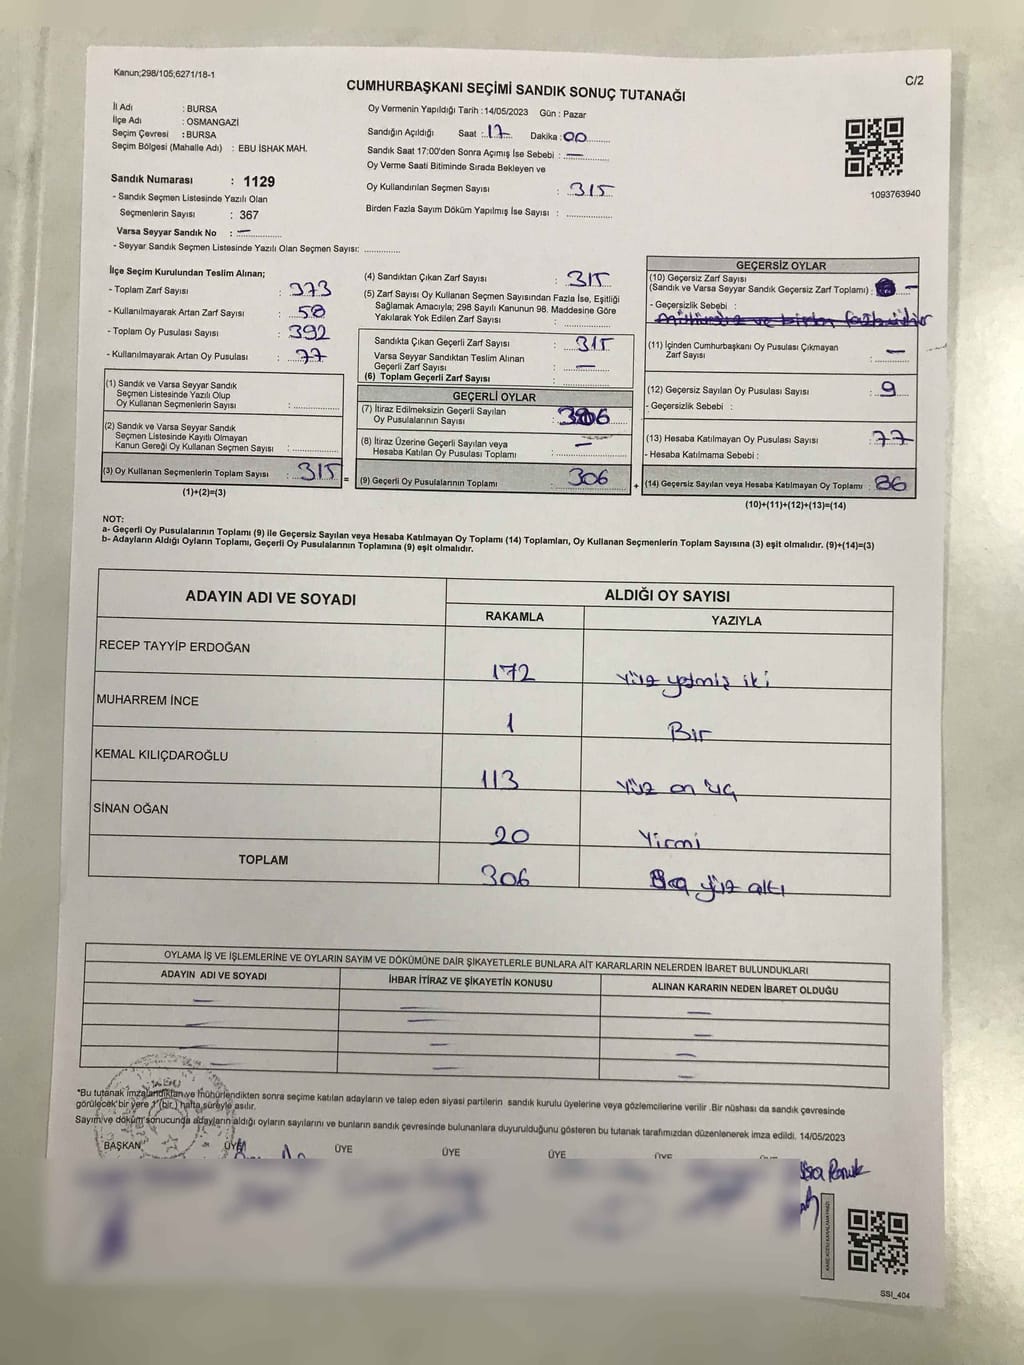 Kanun;298/105;6271/18-1
C/2
CUMHURBAŞKANI SEÇİMİ SANDIK SONUÇ TUTANAĞI
İl Adı : BURSA
İlçe Adı : OSMANGAZİ
Seçim Çevresi : BURSA
Seçim Bölgesi (Mahalle Adı) : EBU İSHAK MAH.
Oy Vermenin Yapıldığı Tarih :14/05/2023 Gün : Pazar
Sandığın Açıldığı Saat :.17.... Dakika :00........
Sandık Saat 17:00'den Sonra Açımış İse Sebebi : —
Oy Verme Saati Bitiminde Sırada Bekleyen ve
Oy Kullandırılan Seçmen Sayısı : 315
Birden Fazla Sayım Döküm Yapılmış İse Sayısı : ..................
1093763940
Sandık Numarası : 1129
- Sandık Seçmen Listesinde Yazılı Olan
Seçmenlerin Sayısı : 367
Varsa Seyyar Sandık No : —
- Seyyar Sandık Seçmen Listesinde Yazılı Olan Seçmen Sayısı: .............
İlçe Seçim Kurulundan Teslim Alınan;
- Toplam Zarf Sayısı : 373
- Kullanılmayarak Artan Zarf Sayısı : 58
- Toplam Oy Pusulası Sayısı : 392
- Kullanılmayarak Artan Oy Pusulası : 77
(1) Sandık ve Varsa Seyyar Sandık
Seçmen Listesinde Yazılı Olup
Oy Kullanan Seçmenlerin Sayısı : ................
(2) Sandık ve Varsa Seyyar Sandık
Seçmen Listesinde Kayıtlı Olmayan
Kanun Gereği Oy Kullanan Seçmen Sayısı : ................
(3) Oy Kullanan Seçmenlerin Toplam Sayısı : 315
(1)+(2)=(3)
(4) Sandıktan Çıkan Zarf Sayısı : 315
(5) Zarf Sayısı Oy Kullanan Seçmen Sayısından Fazla İse, Eşitliği
Sağlamak Amacıyla; 298 Sayılı Kanunun 98. Maddesine Göre
Yakılarak Yok Edilen Zarf Sayısı : ................
Sandıkta Çıkan Geçerli Zarf Sayısı : 315
Varsa Seyyar Sandıktan Teslim Alınan
Geçerli Zarf Sayısı : —
(6) Toplam Geçerli Zarf Sayısı : ................
GEÇERLİ OYLAR
(7) İtiraz Edilmeksizin Geçerli Sayılan
Oy Pusulalarının Sayısı : 306
(8) İtiraz Üzerine Geçerli Sayılan veya
Hesaba Katılan Oy Pusulası Toplamı : —
= (9) Geçerli Oy Pusulalarının Toplamı : 306
GEÇERSİZ OYLAR
(10) Geçersiz Zarf Sayısı
(Sandık ve Varsa Seyyar Sandık Geçersiz Zarf Toplamı) : —
- Geçersizlik Sebebi :
(11) İçinden Cumhurbaşkanı Oy Pusulası Çıkmayan
Zarf Sayısı : —
(12) Geçersiz Sayılan Oy Pusulası Sayısı : 9
- Geçersizlik Sebebi :
(13) Hesaba Katılmayan Oy Pusulası Sayısı : 77
- Hesaba Katılmama Sebebi :
+ (14) Geçersiz Sayılan veya Hesaba Katılmayan Oy Toplamı : 86
(10)+(11)+(12)+(13)=(14)
NOT:
a- Geçerli Oy Pusulalarının Toplamı (9) ile Geçersiz Sayılan veya Hesaba Katılmayan Oy Toplamı (14) Toplamları, Oy Kullanan Seçmenlerin Toplam Sayısına (3) eşit olmalıdır. (9)+(14)=(3)
b- Adayların Aldığı Oyların Toplamı, Geçerli Oy Pusulalarının Toplamına (9) eşit olmalıdır.
ADAYIN ADI VE SOYADI ALDIĞI OY SAYISI
RAKAMLA YAZIYLA
RECEP TAYYİP ERDOĞAN 172 yüz yetmiş iki
MUHARREM İNCE 1 Bir
KEMAL KILIÇDAROĞLU 113 yüz on üç
SİNAN OĞAN 20 Yirmi
TOPLAM 306 yüz altı
OYLAMA İŞ VE İŞLEMLERİNE VE OYLARIN SAYIM VE DÖKÜMÜNE DAİR ŞİKAYETLERLE BUNLARA AİT KARARLARIN NELERDEN İBARET BULUNDUKLARI
ADAYIN ADI VE SOYADI İHBAR İTİRAZ VE ŞİKAYETİN KONUSU ALINAN KARARIN NEDEN İBARET OLDUĞU
*Bu tutanak imzalandıktan ve mühürlendikten sonra seçime katılan adayların ve talep eden siyasi partilerin sandık kurulu üyelerine veya gözlemcilerine verilir .Bir nüshası da sandık çevresinde
görülecek bir yere 1 (bir ) hafta süreyle asılır.
Sayım ve döküm sonucunda adayların aldığı oyların sayılarını ve bunların sandık çevresinde bulunanlara duyurulduğunu gösteren bu tutanak tarafımızdan düzenlenerek imza edildi. 14/05/2023
BAŞKAN ÜYE ÜYE ÜYE ÜYE ÜYE
SSI_404